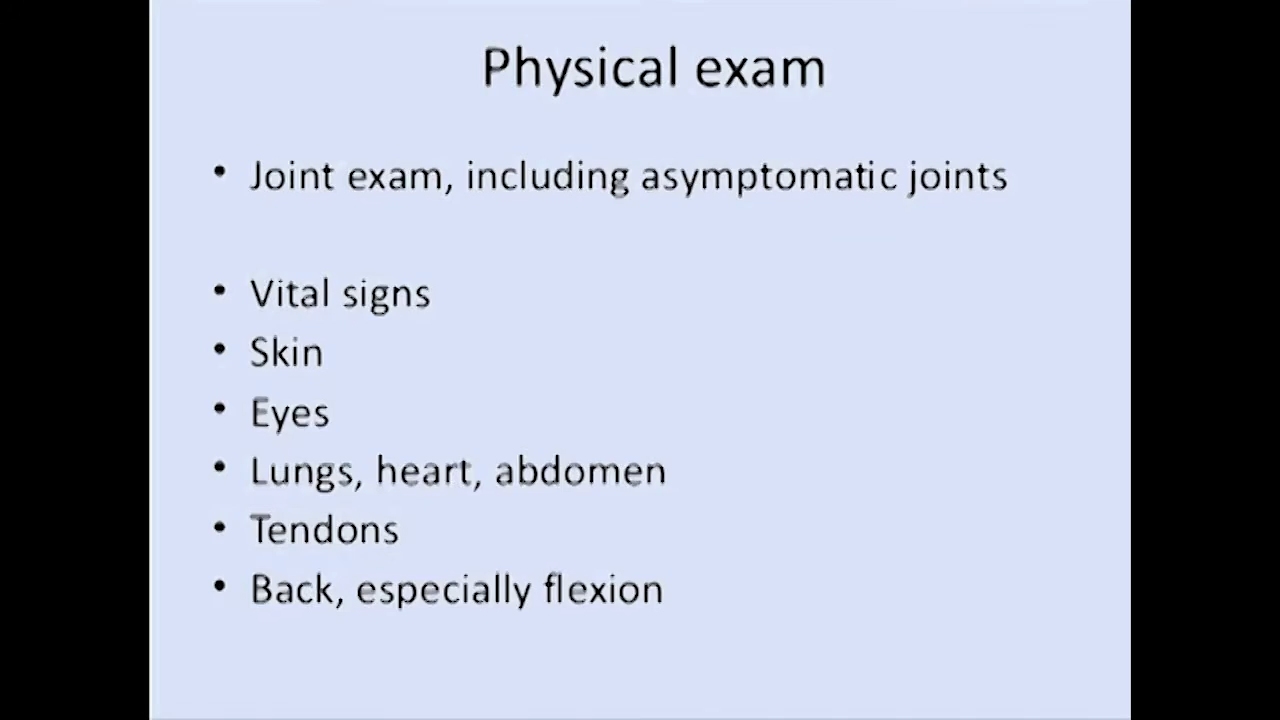 Physical exam
• Joint exam, including asymptomatic joints
• Vital signs
• Skin
• Eyes
• Lungs, heart, abdomen
• Tendons
• Back, especially flexion